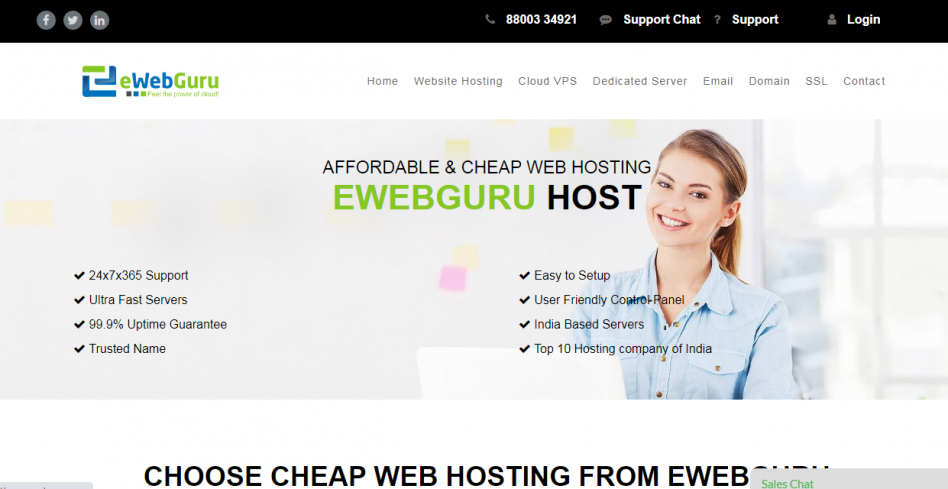 88003 34921 Support Chat ? Support Login
eWebGuru
Feel the power of cloud!
Home Website Hosting Cloud VPS Dedicated Server Email Domain SSL Contact
AFFORDABLE & CHEAP WEB HOSTING
EWEBGURU HOST
24x7x365 Support
Ultra Fast Servers
99.9% Uptime Guarantee
Trusted Name
Easy to Setup
User Friendly Control Panel
India Based Servers
Top 10 Hosting company of India
CHOOSE CHEAP WEB HOSTING FROM EWEBGURU
Sales Chat